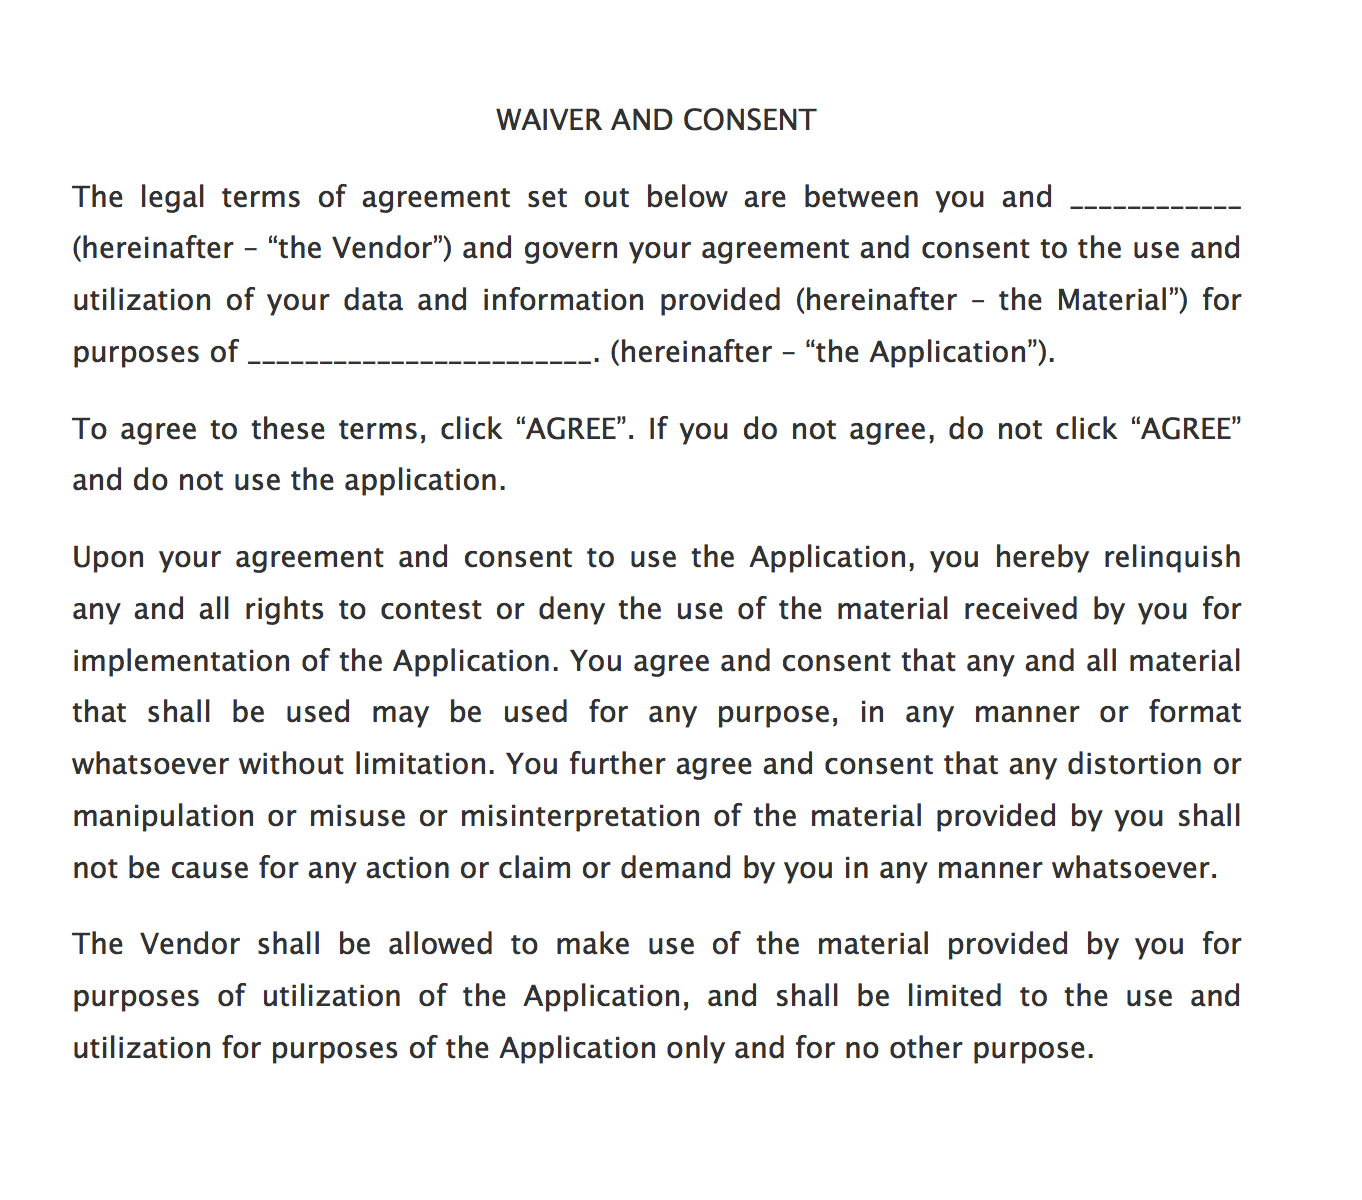 WAIVER AND CONSENT
The legal terms of agreement set out below are between you and ____________
(hereinafter – “the Vendor”) and govern your agreement and consent to the use and
utilization of your data and information provided (hereinafter – the Material”) for
purposes of ________________________. (hereinafter – “the Application”).
To agree to these terms, click “AGREE”. If you do not agree, do not click “AGREE”
and do not use the application.
Upon your agreement and consent to use the Application, you hereby relinquish
any and all rights to contest or deny the use of the material received by you for
implementation of the Application. You agree and consent that any and all material
that shall be used may be used for any purpose, in any manner or format
whatsoever without limitation. You further agree and consent that any distortion or
manipulation or misuse or misinterpretation of the material provided by you shall
not be cause for any action or claim or demand by you in any manner whatsoever.
The Vendor shall be allowed to make use of the material provided by you for
purposes of utilization of the Application, and shall be limited to the use and
utilization for purposes of the Application only and for no other purpose.